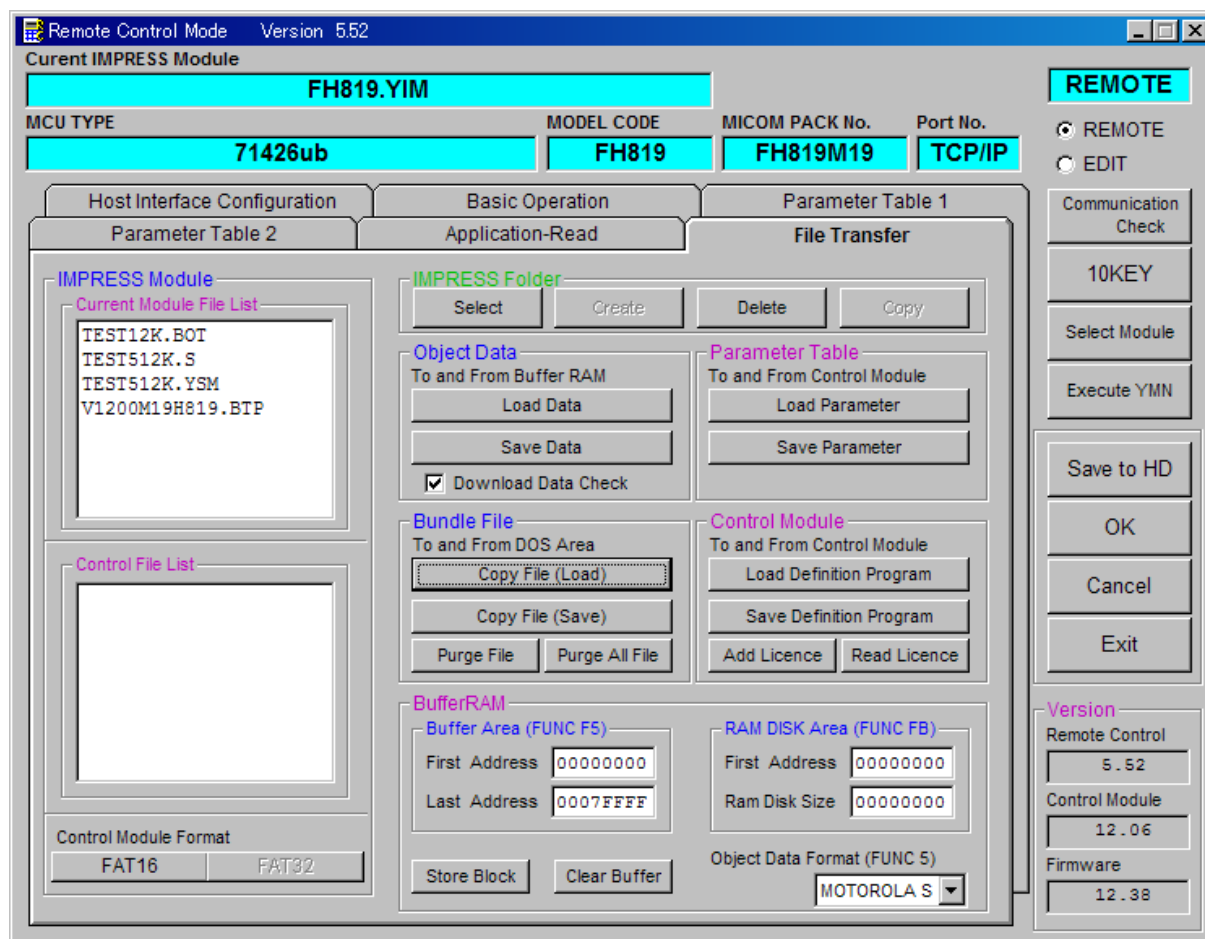 Remote Control Mode Version 5.52
Curent IMPRESS Module
FH819.YIM
REMOTE
MCU TYPE MODEL CODE MICOM PACK No. Port No.
71426ub FH819 FH819M19 TCP/IP
REMOTE
EDIT
Host Interface Configuration Basic Operation Parameter Table 1
Parameter Table 2 Application-Read File Transfer
Communication
Check
10KEY
Select Module
Execute YMN
Save to HD
OK
Cancel
Exit
IMPRESS Module
Current Module File List
TEST12K.BOT
TEST512K.S
TEST512K.YSM
V1200M19H819.BTP
Control File List
Control Module Format
FAT16 FAT32
IMPRESS Folder
Select Create Delete Copy
Object Data
To and From Buffer RAM
Load Data
Save Data
Download Data Check
Parameter Table
To and From Control Module
Load Parameter
Save Parameter
Bundle File
To and From DOS Area
Copy File (Load)
Copy File (Save)
Purge File Purge All File
Control Module
To and From Control Module
Load Definition Program
Save Definition Program
Add Licence Read Licence
BufferRAM
Buffer Area (FUNC F5)
First Address 00000000
Last Address 0007FFFF
RAM DISK Area (FUNC FB)
First Address 00000000
Ram Disk Size 00000000
Store Block Clear Buffer
Object Data Format (FUNC 5)
MOTOROLA S
Version
Remote Control
5.52
Control Module
12.06
Firmware
12.38